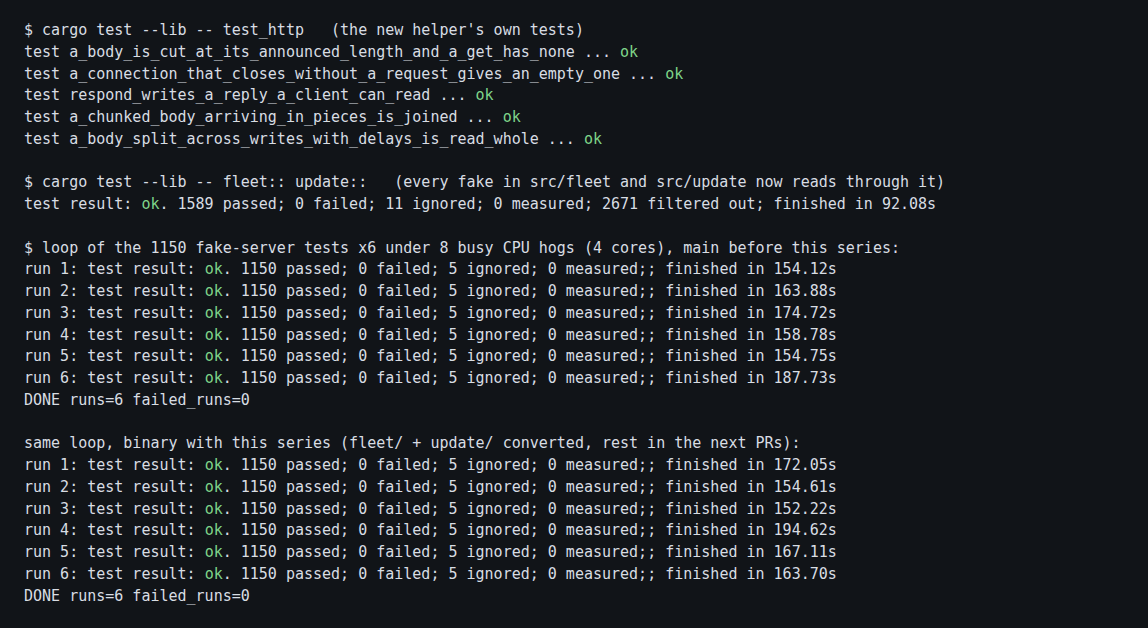 $ cargo test --lib -- test_http   (the new helper's own tests)
test a_body_is_cut_at_its_announced_length_and_a_get_has_none ... ok
test a_connection_that_closes_without_a_request_gives_an_empty_one ... ok
test respond_writes_a_reply_a_client_can_read ... ok
test a_chunked_body_arriving_in_pieces_is_joined ... ok
test a_body_split_across_writes_with_delays_is_read_whole ... ok

$ cargo test --lib -- fleet:: update::   (every fake in src/fleet and src/update now reads through it)
test result: ok. 1589 passed; 0 failed; 11 ignored; 0 measured; 2671 filtered out; finished in 92.08s

$ loop of the 1150 fake-server tests x6 under 8 busy CPU hogs (4 cores), main before this series:
run 1: test result: ok. 1150 passed; 0 failed; 5 ignored; 0 measured;; finished in 154.12s
run 2: test result: ok. 1150 passed; 0 failed; 5 ignored; 0 measured;; finished in 163.88s
run 3: test result: ok. 1150 passed; 0 failed; 5 ignored; 0 measured;; finished in 174.72s
run 4: test result: ok. 1150 passed; 0 failed; 5 ignored; 0 measured;; finished in 158.78s
run 5: test result: ok. 1150 passed; 0 failed; 5 ignored; 0 measured;; finished in 154.75s
run 6: test result: ok. 1150 passed; 0 failed; 5 ignored; 0 measured;; finished in 187.73s
DONE runs=6 failed_runs=0

same loop, binary with this series (fleet/ + update/ converted, rest in the next PRs):
run 1: test result: ok. 1150 passed; 0 failed; 5 ignored; 0 measured;; finished in 172.05s
run 2: test result: ok. 1150 passed; 0 failed; 5 ignored; 0 measured;; finished in 154.61s
run 3: test result: ok. 1150 passed; 0 failed; 5 ignored; 0 measured;; finished in 152.22s
run 4: test result: ok. 1150 passed; 0 failed; 5 ignored; 0 measured;; finished in 194.62s
run 5: test result: ok. 1150 passed; 0 failed; 5 ignored; 0 measured;; finished in 167.11s
run 6: test result: ok. 1150 passed; 0 failed; 5 ignored; 0 measured;; finished in 163.70s
DONE runs=6 failed_runs=0